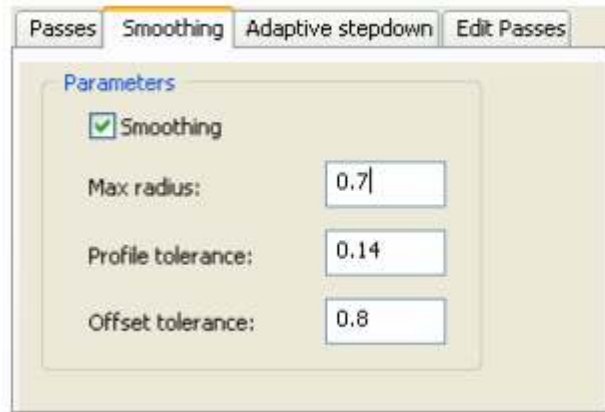 Passes Smoothing Adaptive stepdown Edit Passes
Parameters
Smoothing
Max radius: 0.7
Profile tolerance: 0.14
Offset tolerance: 0.8